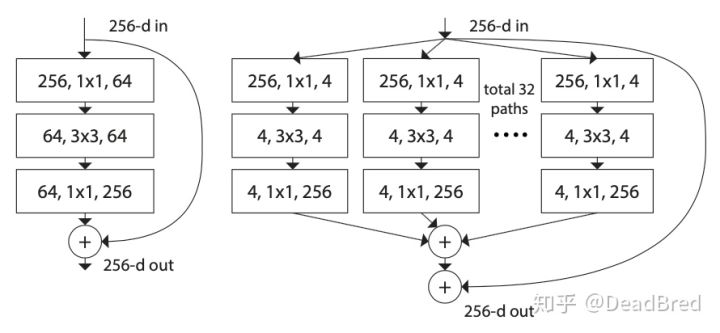 256-d in
256, 1x1, 64
64, 3x3, 64
64, 1x1, 256
+
256-d out
256-d in
256, 1x1, 4
256, 1x1, 4
total 32
paths
256, 1x1, 4
4, 3x3, 4
4, 3x3, 4
....
4, 3x3, 4
4, 1x1, 256
4, 1x1, 256
4, 1x1, 256
+
+
256-d out
知乎 @DeadBred